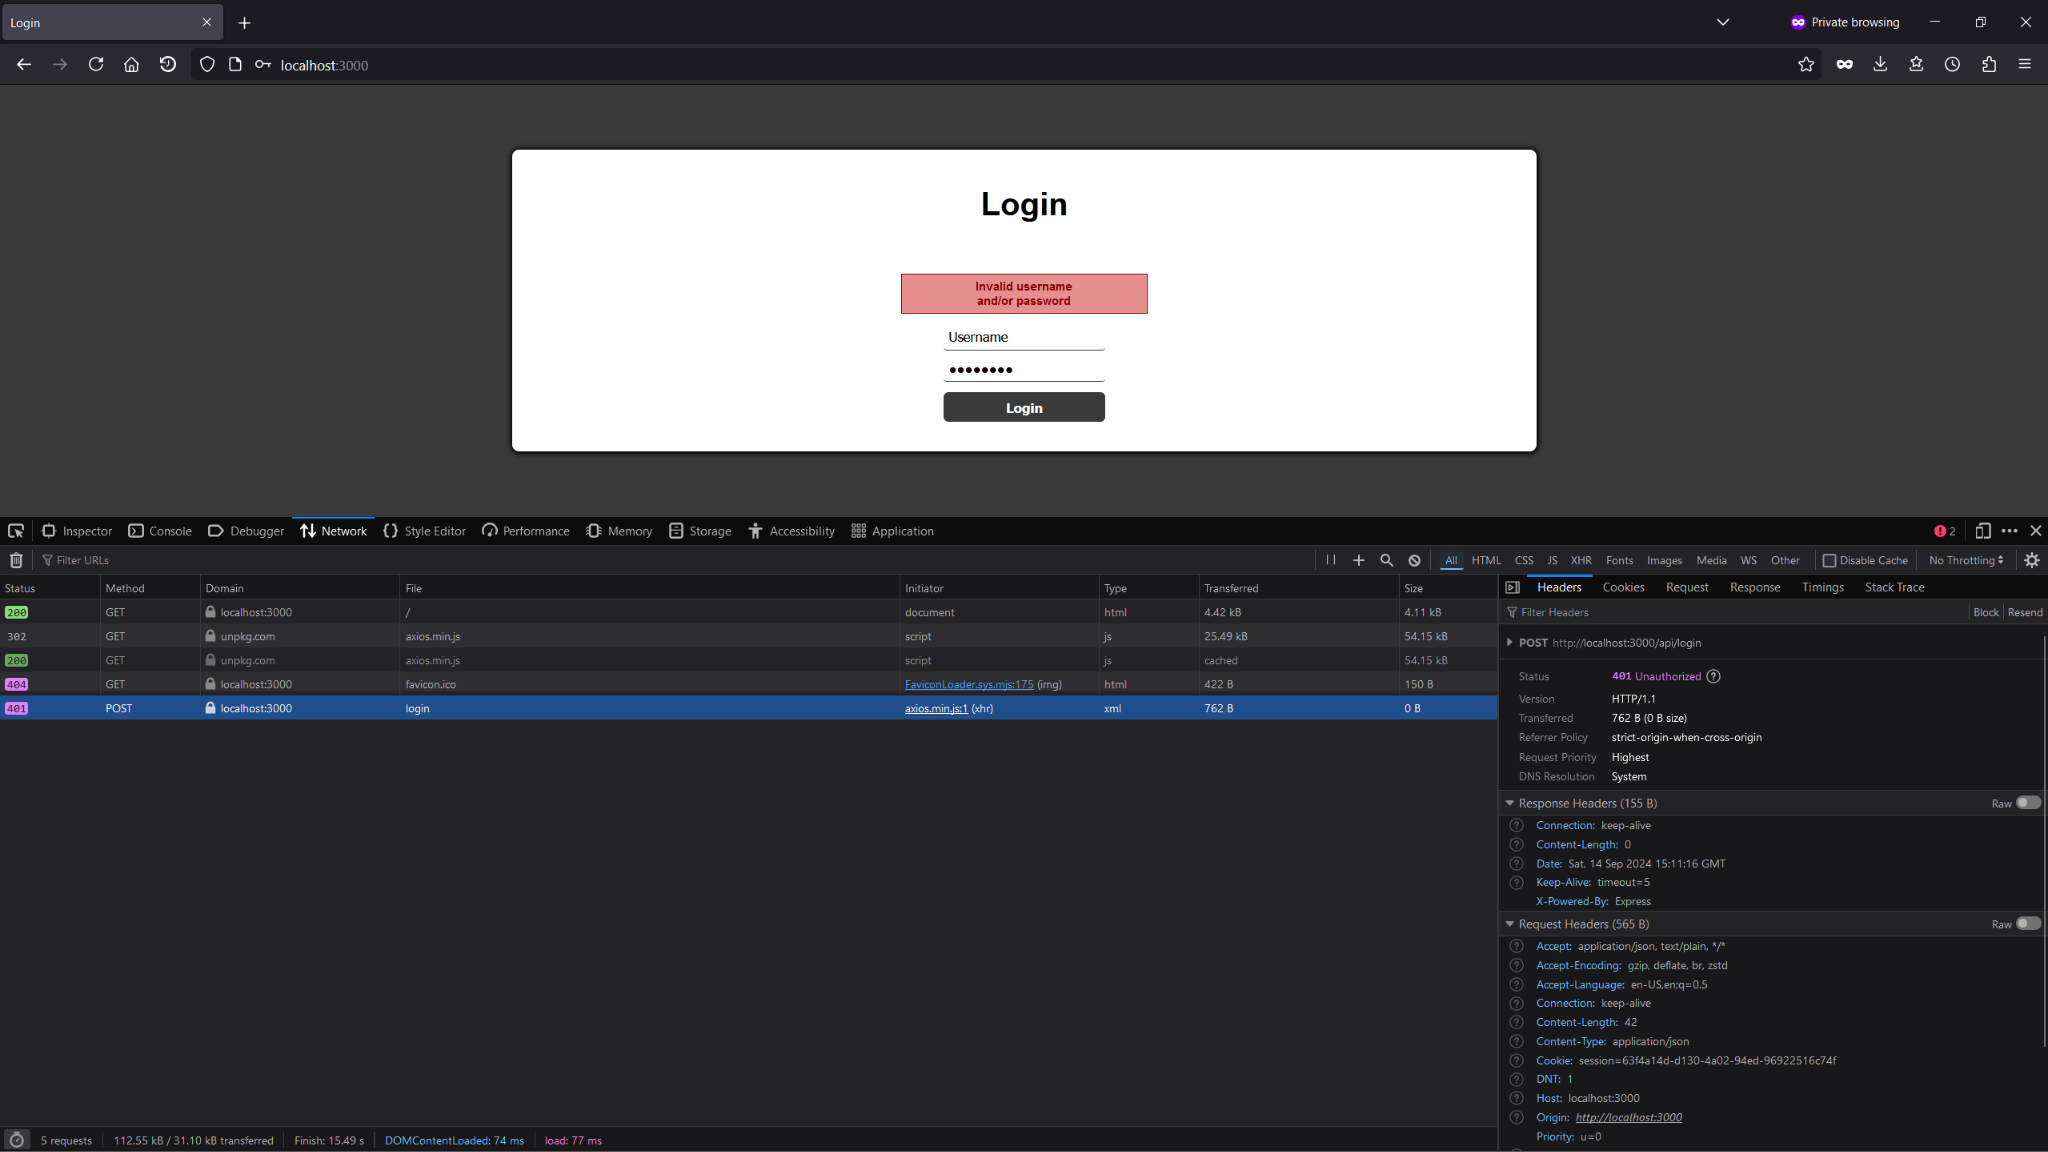 Login
Private browsing
localhost:3000
Login
Invalid username
and/or password
Username
••••••••
Login
Inspector Console Debugger Network Style Editor Performance Memory Storage Accessibility Application 2
Filter URLs All HTML CSS JS XHR Fonts Images Media WS Other Disable Cache No Throttling
Status Method Domain File Initiator Type Transferred Size
200 GET localhost:3000 / document html 4.42 kB 4.11 kB
302 GET unpkg.com axios.min.js script js 25.49 kB 54.15 kB
200 GET unpkg.com axios.min.js script js cached 54.15 kB
404 GET localhost:3000 favicon.ico FaviconLoader.sys.mjs:175 (img) html 422 B 150 B
401 POST localhost:3000 login axios.min.js:1 (xhr) xml 762 B 0 B
Headers Cookies Request Response Timings Stack Trace
Filter Headers Block Resend
POST http://localhost:3000/api/login
Status 401 Unauthorized
Version HTTP/1.1
Transferred 762 B (0 B size)
Referrer Policy strict-origin-when-cross-origin
Request Priority Highest
DNS Resolution System
Response Headers (155 B) Raw
Connection: keep-alive
Content-Length: 0
Date: Sat, 14 Sep 2024 15:11:16 GMT
Keep-Alive: timeout=5
X-Powered-By: Express
Request Headers (565 B) Raw
Accept: application/json, text/plain, */*
Accept-Encoding: gzip, deflate, br, zstd
Accept-Language: en-US,en;q=0.5
Connection: keep-alive
Content-Length: 42
Content-Type: application/json
Cookie: session=63f4a14d-d130-4a02-94ed-96922516c74f
DNT: 1
Host: localhost:3000
Origin: http://localhost:3000
Priority: u=0
5 requests 112.55 kB / 31.10 kB transferred Finish: 15.49 s DOMContentLoaded: 74 ms load: 77 ms